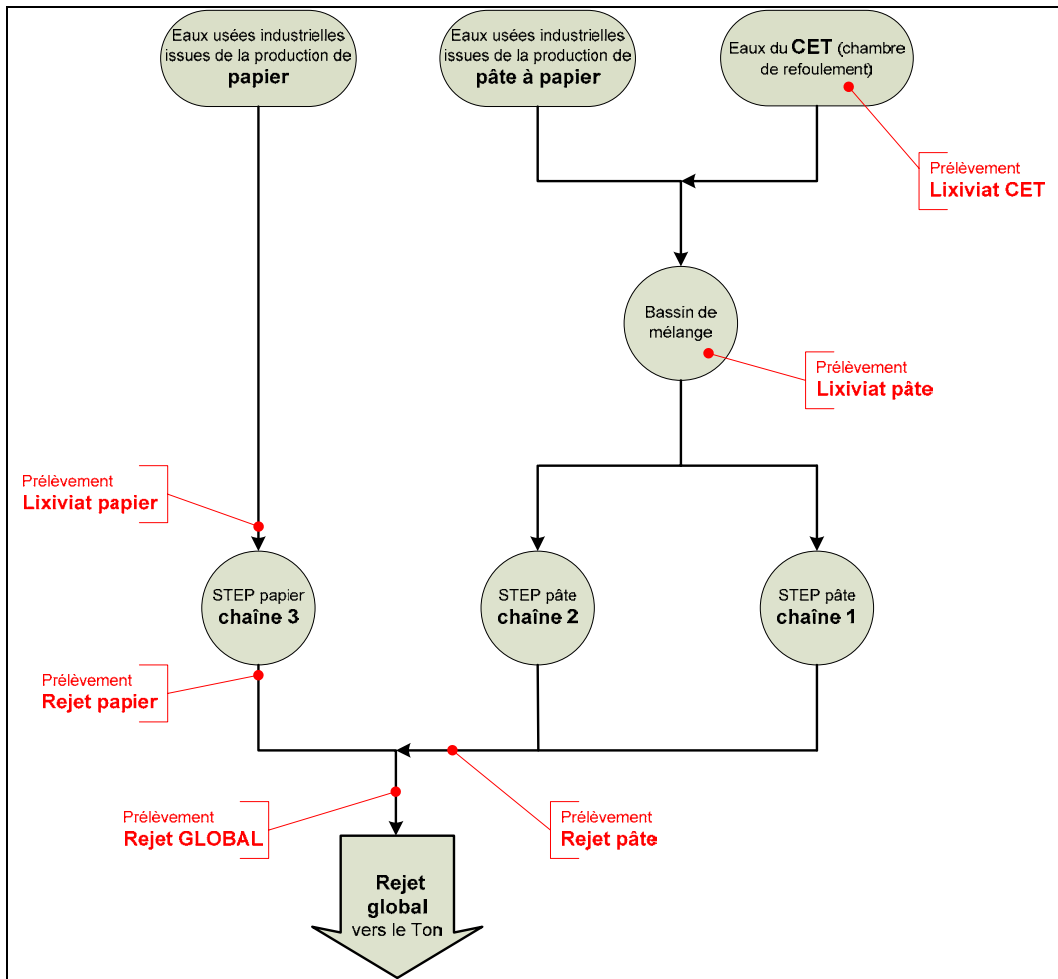 Eaux usées industrielles
issues de la production de
papier
Eaux usées industrielles
issues de la production de
pâte à papier
Eaux du CET (chambre
de refoulement)
Prélèvement
Lixiviat CET
Bassin de
mélange
Prélèvement
Lixiviat pâte
Prélèvement
Lixiviat papier
STEP papier
chaîne 3
STEP pâte
chaîne 2
STEP pâte
chaîne 1
Prélèvement
Rejet papier
Prélèvement
Rejet GLOBAL
Prélèvement
Rejet pâte
Rejet
global
vers le Ton